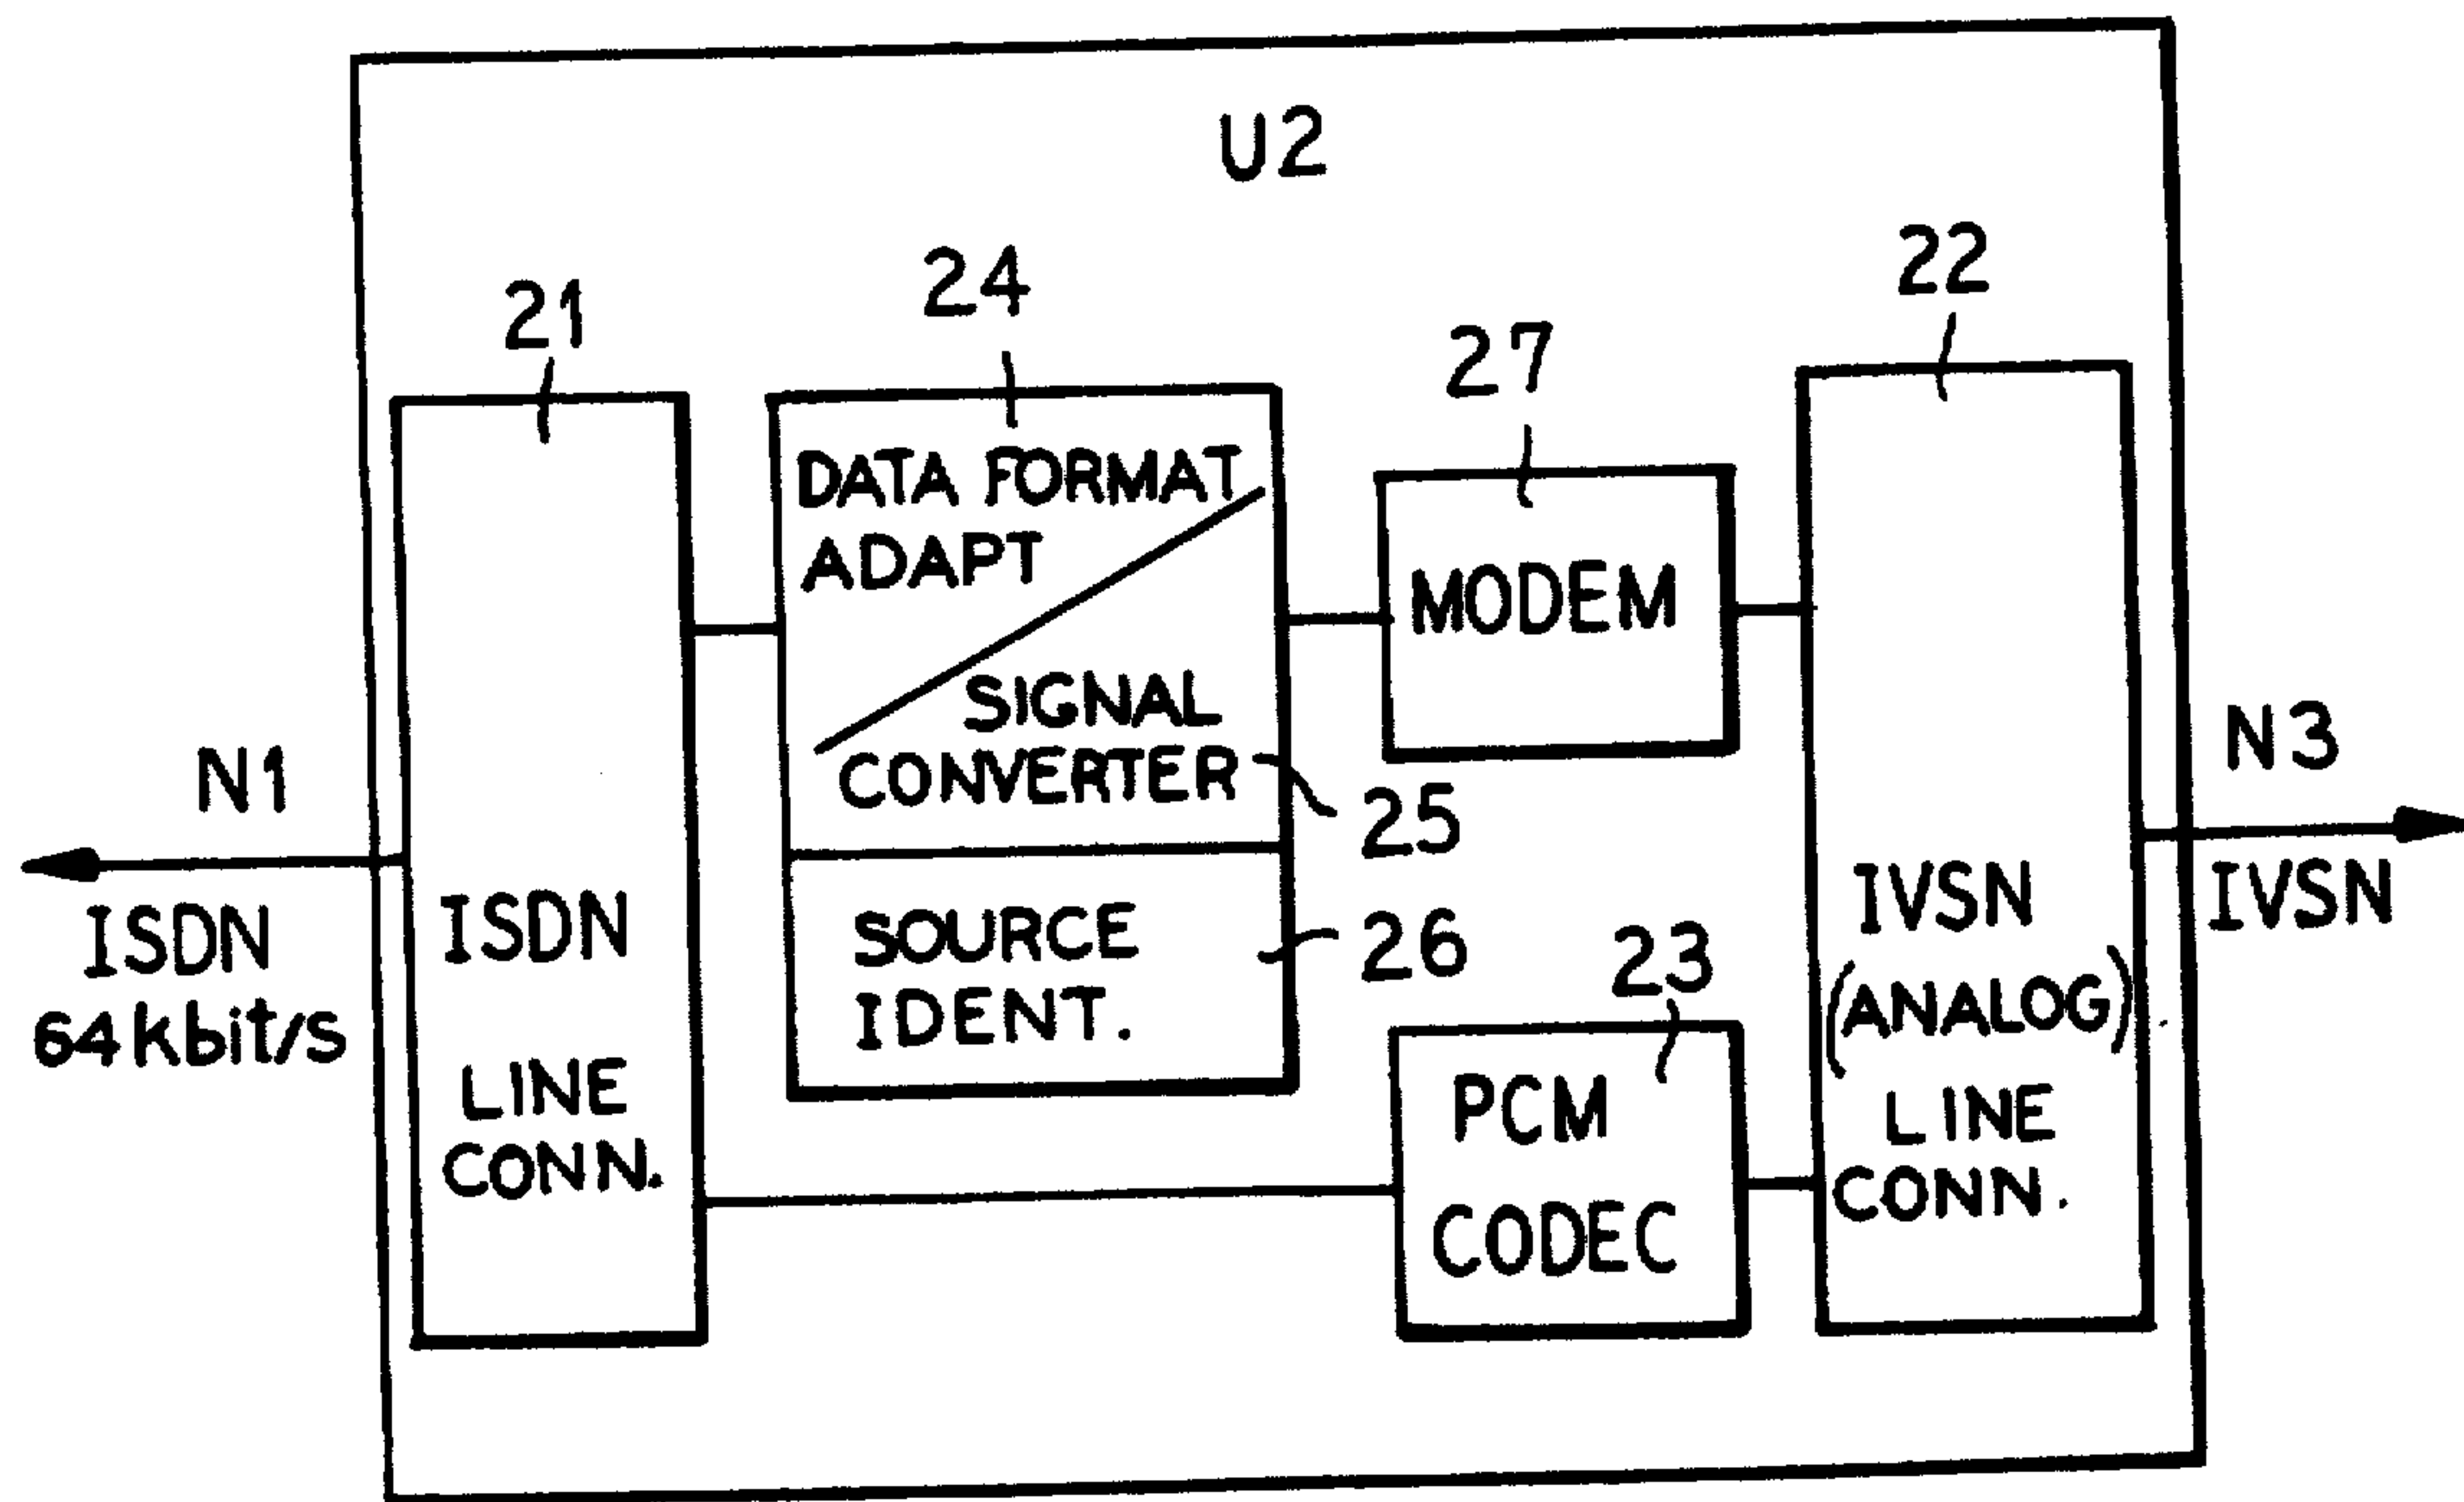 U2
21
24
27
22
DATA FORMAT
ADAPT
SIGNAL
CONVERTER
25
SOURCE
IDENT.
26
MODEM
23
PCM
CODEC
N1
ISDN
64kbit/s
ISDN
LINE
CONN.
IVSN
(ANALOG)
LINE
CONN.
N3
IVSN